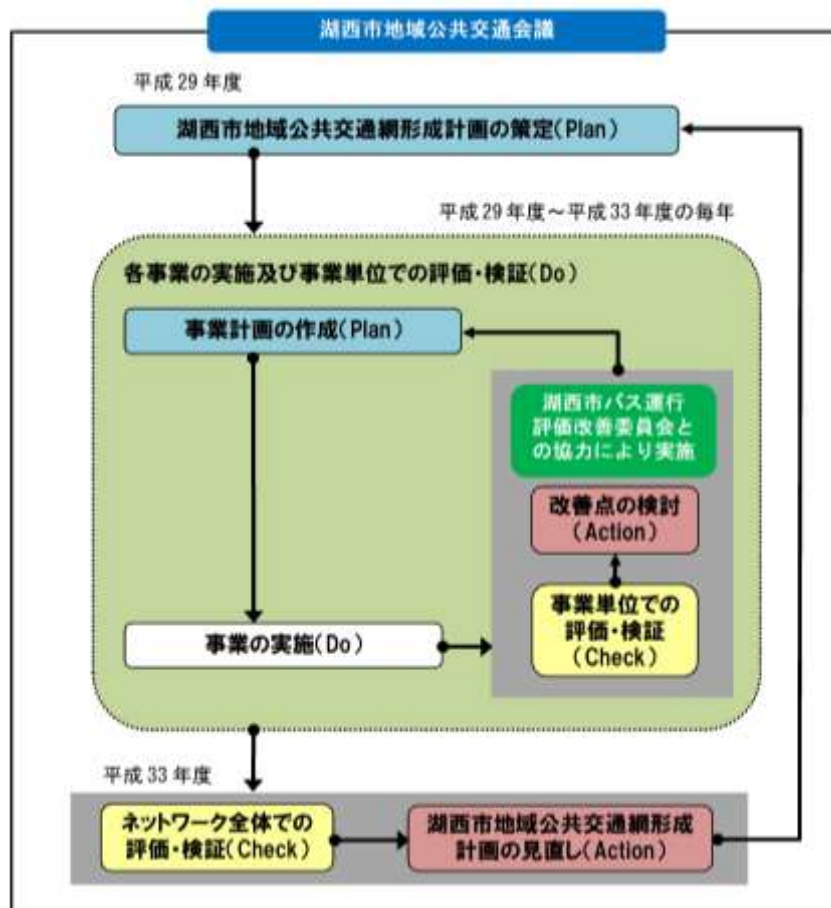 湖西市地域公共交通会議
平成29年度
湖西市地域公共交通網形成計画の策定(Plan)
平成29年度～平成33年度の毎年
各事業の実施及び事業単位での評価・検証(Do)
事業計画の作成(Plan)
湖西市バス運行
評価改善委員会と
の協力により実施
改善点の検討
(Action)
事業単位での
評価・検証
(Check)
事業の実施(Do)
平成33年度
ネットワーク全体での
評価・検証(Check)
湖西市地域公共交通網形成
計画の見直し(Action)